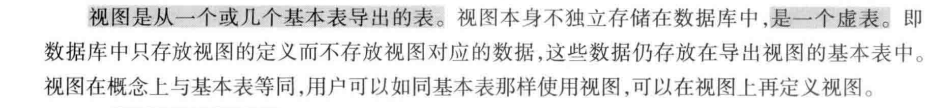 视图是从一个或几个基本表导出的表。视图本身不独立存储在数据库中,是一个虚表。即
数据库中只存放视图的定义而不存放视图对应的数据,这些数据仍存放在导出视图的基本表中。
视图在概念上与基本表等同,用户可以如同基本表那样使用视图,可以在视图上再定义视图。